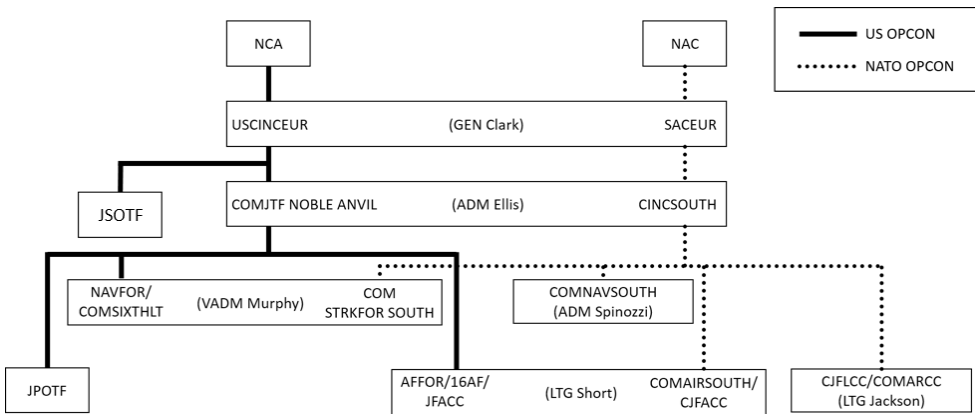 NCA
NAC
US OPCON
NATO OPCON
USCINCEUR (GEN Clark) SACEUR
JSOTF
COMJTF NOBLE ANVIL (ADM Ellis) CINCSOUTH
NAVFOR/
COMSIXTHLT
(VADM Murphy)
COM
STRKFOR SOUTH
COMNAVSOUTH
(ADM Spinozzi)
JPOTF
AFFOR/16AF/
JFACC
(LTG Short)
COMAIRSOUTH/
CJFACC
CJFLCC/COMARCC
(LTG Jackson)